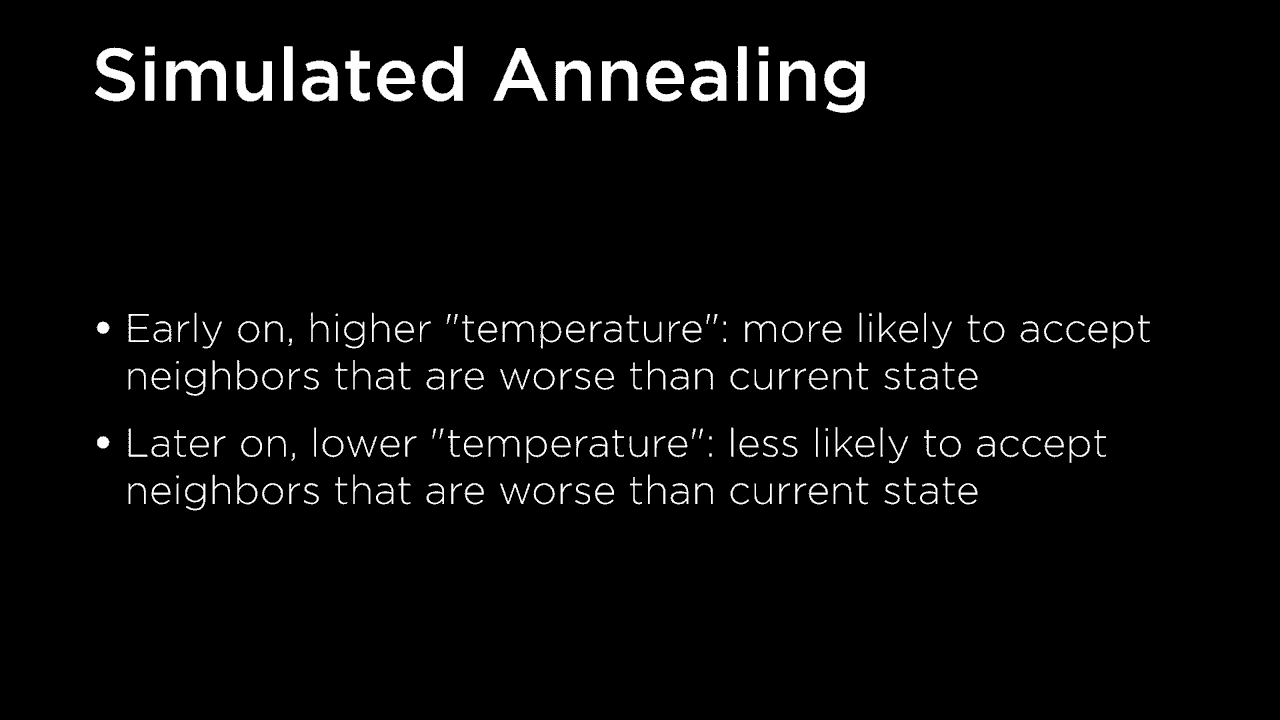 Simulated Annealing
• Early on, higher "temperature": more likely to accept
neighbors that are worse than current state
• Later on, lower "temperature": less likely to accept
neighbors that are worse than current state